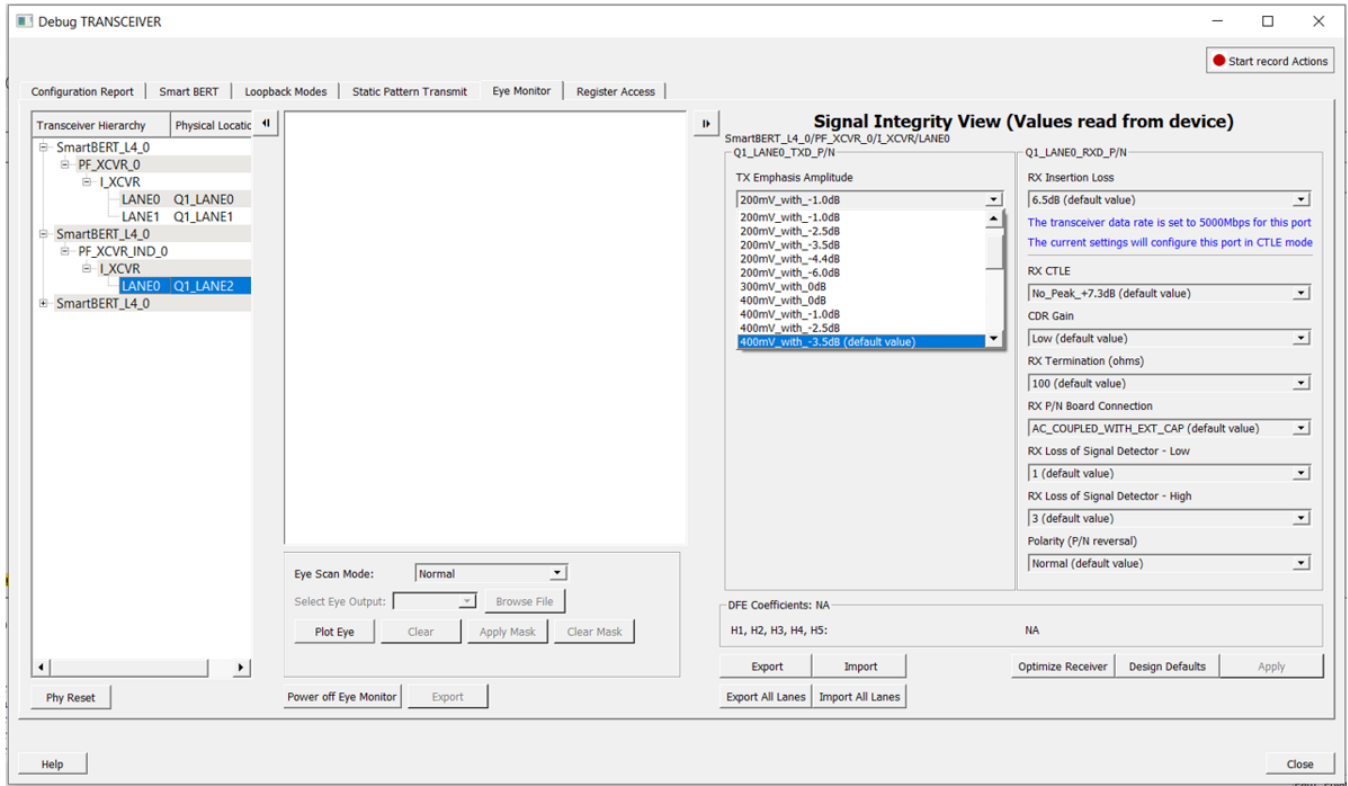 Debug TRANSCEIVER
Start record Actions
Configuration Report
Smart BERT
Loopback Modes
Static Pattern Transmit
Eye Monitor
Register Access
Transceiver Hierarchy
Physical Locatic
SmartBERT_L4_0
PF_XCVR_0
I_XCVR
LANE0 Q1_LANE0
LANE1 Q1_LANE1
SmartBERT_L4_0
PF_XCVR_IND_0
I_XCVR
LANE0 Q1_LANE2
SmartBERT_L4_0
Phy Reset
Eye Scan Mode: Normal
Select Eye Output:
Browse File
Plot Eye
Clear
Apply Mask
Clear Mask
Power off Eye Monitor
Export
Signal Integrity View (Values read from device)
SmartBERT_L4_0/PF_XCVR_0/I_XCVR/LANE0
Q1_LANE0_TXD_P/N
TX Emphasis Amplitude
200mV_with_-1.0dB
200mV_with_-1.0dB
200mV_with_-2.5dB
200mV_with_-3.5dB
200mV_with_-4.4dB
200mV_with_-6.0dB
300mV_with_0dB
400mV_with_0dB
400mV_with_-1.0dB
400mV_with_-2.5dB
400mV_with_-3.5dB (default value)
Q1_LANE0_RXD_P/N
RX Insertion Loss
6.5dB (default value)
The transceiver data rate is set to 5000Mbps for this port
The current settings will configure this port in CTLE mode
RX CTLE
No_Peak_+7.3dB (default value)
CDR Gain
Low (default value)
RX Termination (ohms)
100 (default value)
RX P/N Board Connection
AC_COUPLED_WITH_EXT_CAP (default value)
RX Loss of Signal Detector - Low
1 (default value)
RX Loss of Signal Detector - High
3 (default value)
Polarity (P/N reversal)
Normal (default value)
DFE Coefficients: NA
H1, H2, H3, H4, H5: NA
Export
Import
Optimize Receiver
Design Defaults
Apply
Export All Lanes
Import All Lanes
Help
Close